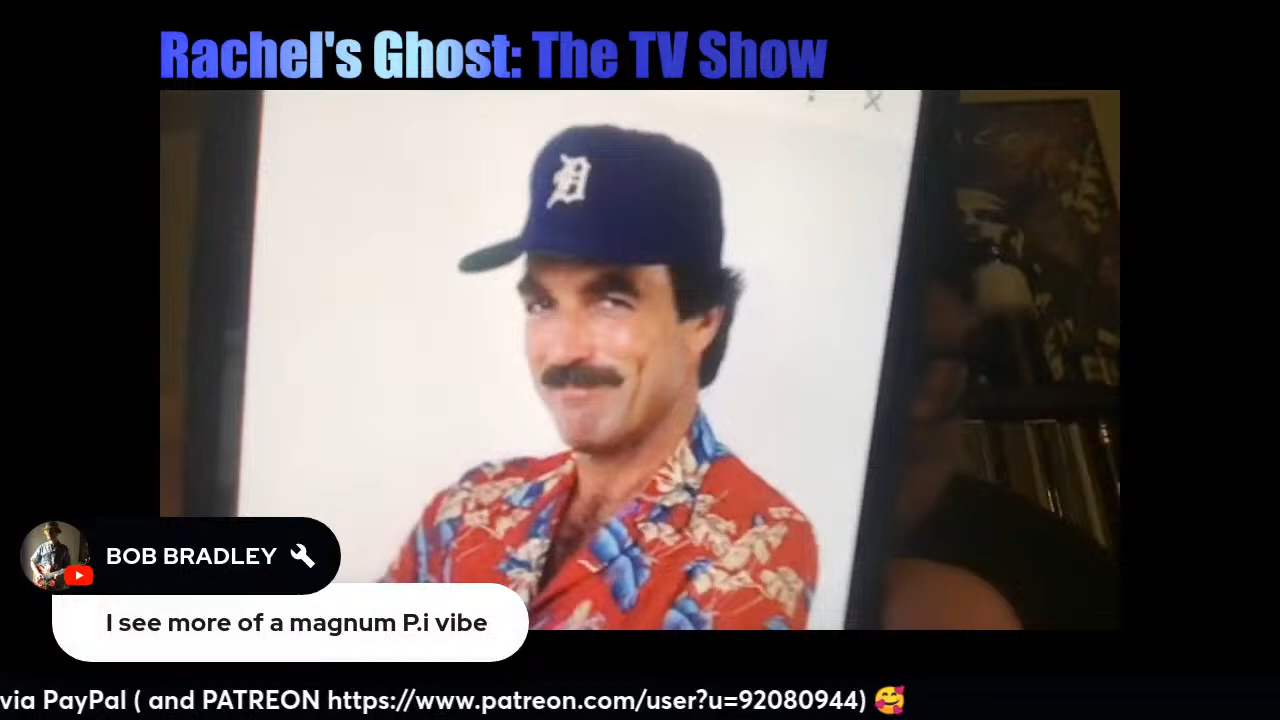 Rachel's Ghost: The TV Show
D
BOB BRADLEY
I see more of a magnum P.i vibe
via PayPal ( and PATREON https://www.patreon.com/user?u=92080944) 🥰